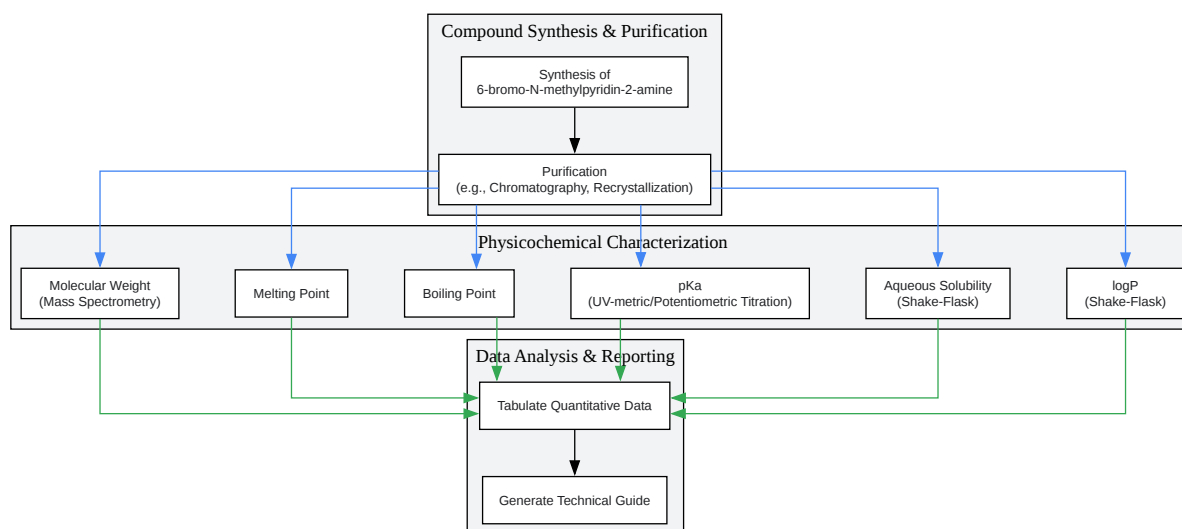 Compound Synthesis & Purification
Synthesis of
6-bromo-N-methylpyridin-2-amine
Purification
(e.g., Chromatography, Recrystallization)
Physicochemical Characterization
Molecular Weight
(Mass Spectrometry)
Melting Point
Boiling Point
pKa
(UV-metric/Potentiometric Titration)
Aqueous Solubility
(Shake-Flask)
logP
(Shake-Flask)
Data Analysis & Reporting
Tabulate Quantitative Data
Generate Technical Guide